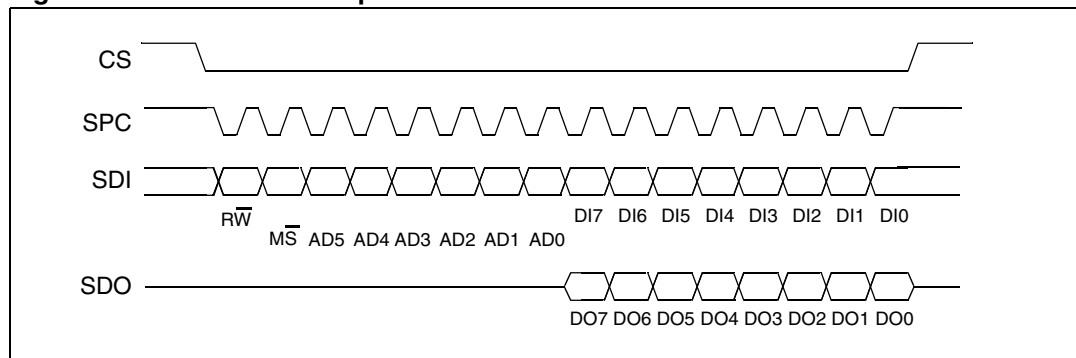 CS
SPC
SDI
RW̅
DI7 DI6 DI5 DI4 DI3 DI2 DI1 DI0
MS̅ AD5 AD4 AD3 AD2 AD1 AD0
SDO
DO7 DO6 DO5 DO4 DO3 DO2 DO1 DO0